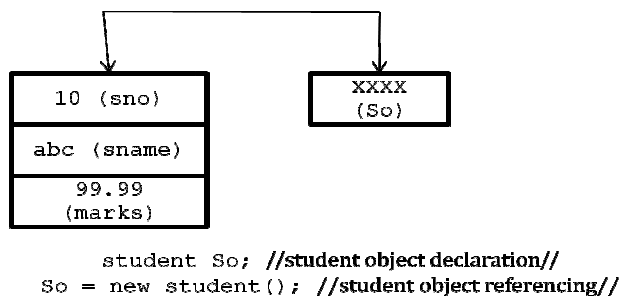 10 (sno)
abc (sname)
99.99
(marks)
XXXX
(So)
student So; //student object declaration//
So = new student(); //student object referencing//